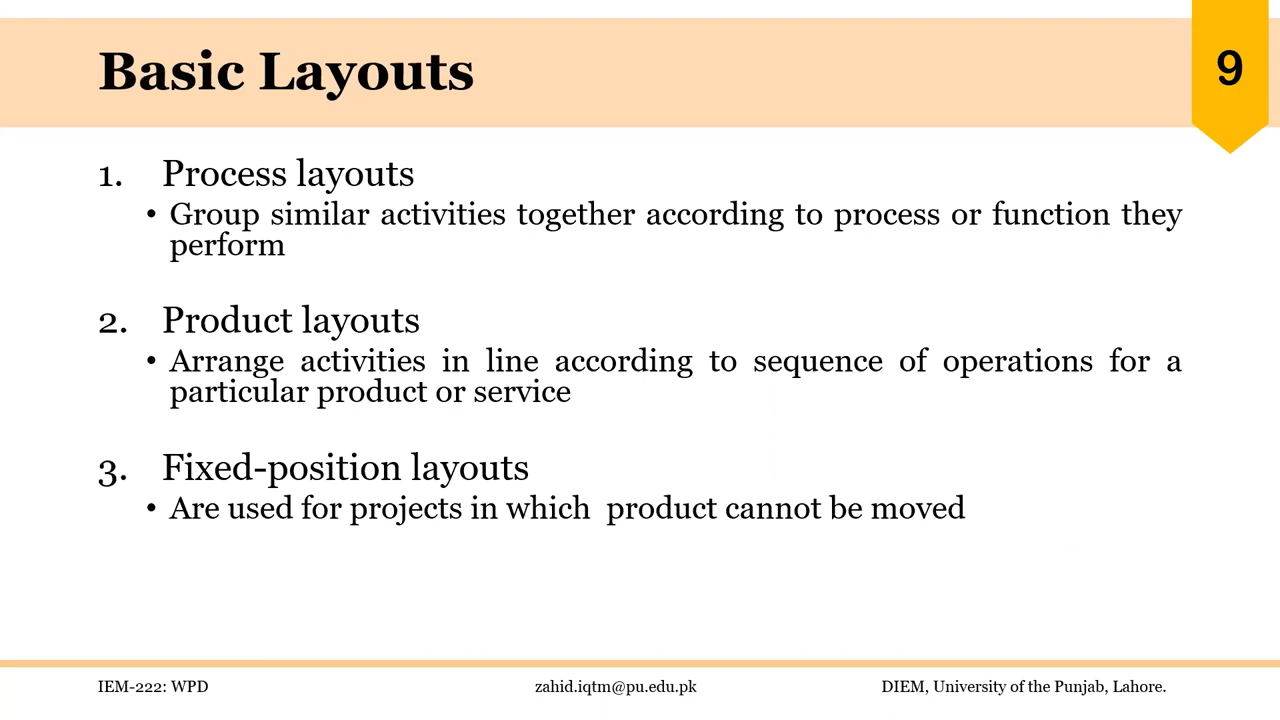 Basic Layouts
9
1. Process layouts
• Group similar activities together according to process or function they
perform
2. Product layouts
• Arrange activities in line according to sequence of operations for a
particular product or service
3. Fixed-position layouts
• Are used for projects in which product cannot be moved
IEM-222: WPD
zahid.iqtm@pu.edu.pk
DIEM, University of the Punjab, Lahore.